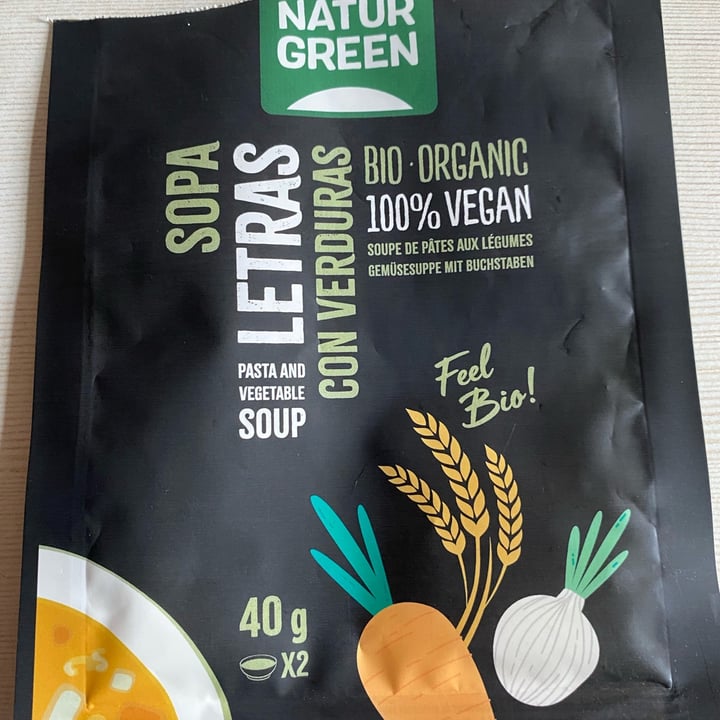 NATUR
GREEN
SOPA
LETRAS
CON VERDURAS
BIO · ORGANIC
100% VEGAN
SOUPE DE PÂTES AUX LÉGUMES
GEMÜSESUPPE MIT BUCHSTABEN
PASTA AND
VEGETABLE
SOUP
Feel
Bio!
40 g
X2